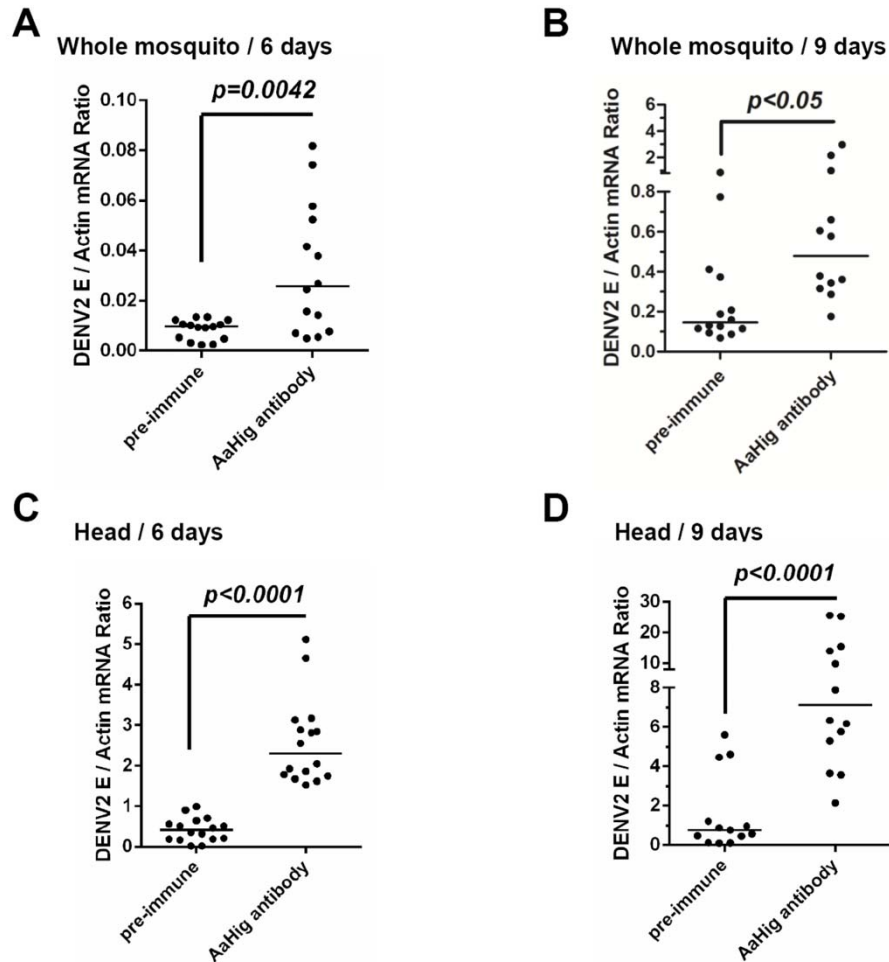 A
Whole mosquito / 6 days
p=0.0042
DENV2 E / Actin mRNA Ratio
0.10
0.08
0.06
0.04
0.02
0.00
pre-immune
AaHig antibody
B
Whole mosquito / 9 days
p<0.05
DENV2 E / Actin mRNA Ratio
6
4
2
0.8
0.6
0.4
0.2
0.0
pre-immune
AaHig antibody
C
Head / 6 days
p<0.0001
DENV2 E / Actin mRNA Ratio
6
5
4
3
2
1
0
pre-immune
AaHig antibody
D
Head / 9 days
p<0.0001
DENV2 E / Actin mRNA Ratio
30
20
10
8
6
4
2
0
pre-immune
AaHig antibody